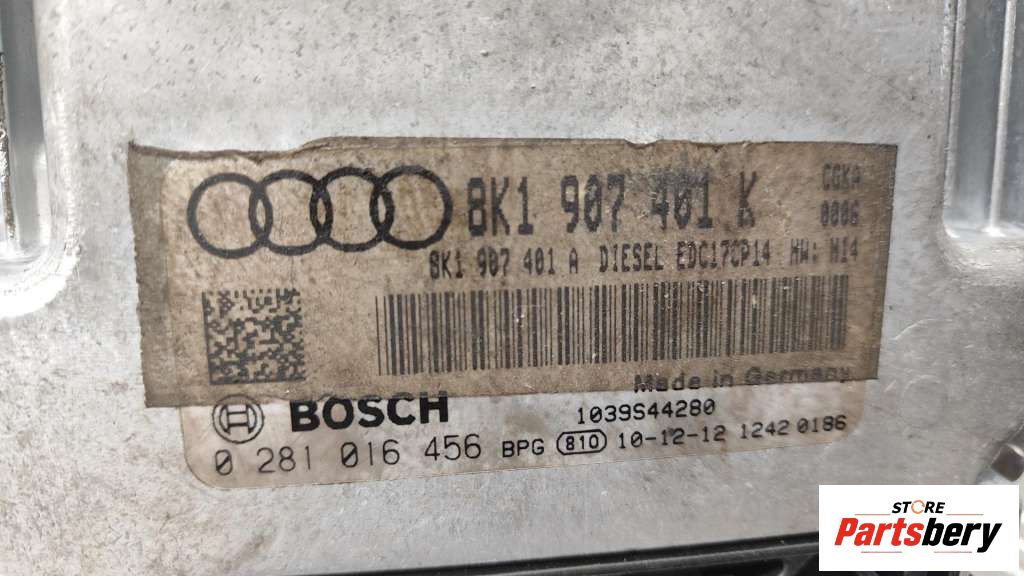 8K1 907 401 K
CGKA
000G
8K1 907 401 A DIESEL EDC17CP14 HW: H14
Made in Germany
BOSCH
1039S44280
0 281 016 456 BPG 810 10-12-12 1242 0186
STORE
Partsbery